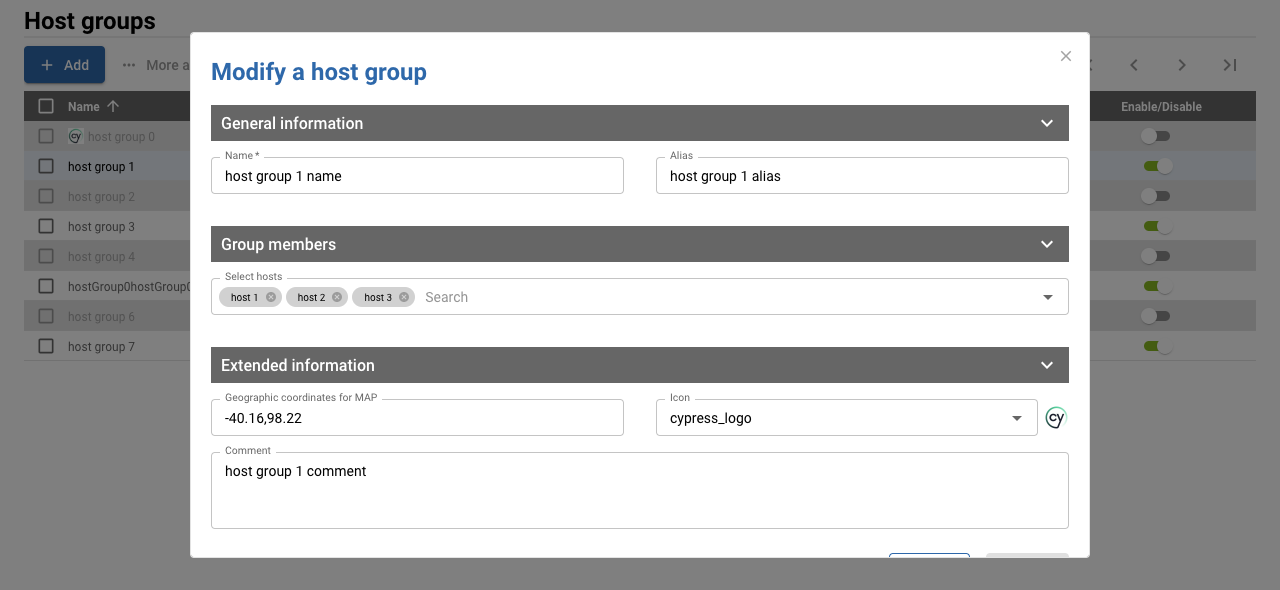 Host groups
Add
More a
Modify a host group
Name
Enable/Disable
General information
host group 0
Name *
Alias
host group 1
host group 1 name
host group 1 alias
host group 2
host group 3
Group members
host group 4
Select hosts
hostGroup0hostGroup0
host 1
host 2
host 3
Search
host group 6
host group 7
Extended information
Geographic coordinates for MAP
Icon
-40.16,98.22
cypress_logo
cy
Comment
host group 1 comment